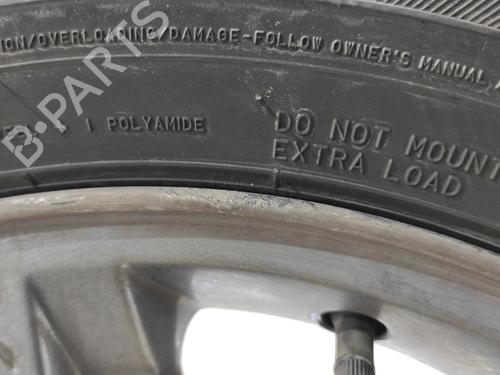 B-PARTS
ION/OVERLOADING/DAMAGE-FOLLOW OWNER'S MANUAL
1 POLYAMIDE
DO NOT MOUNT
EXTRA LOAD